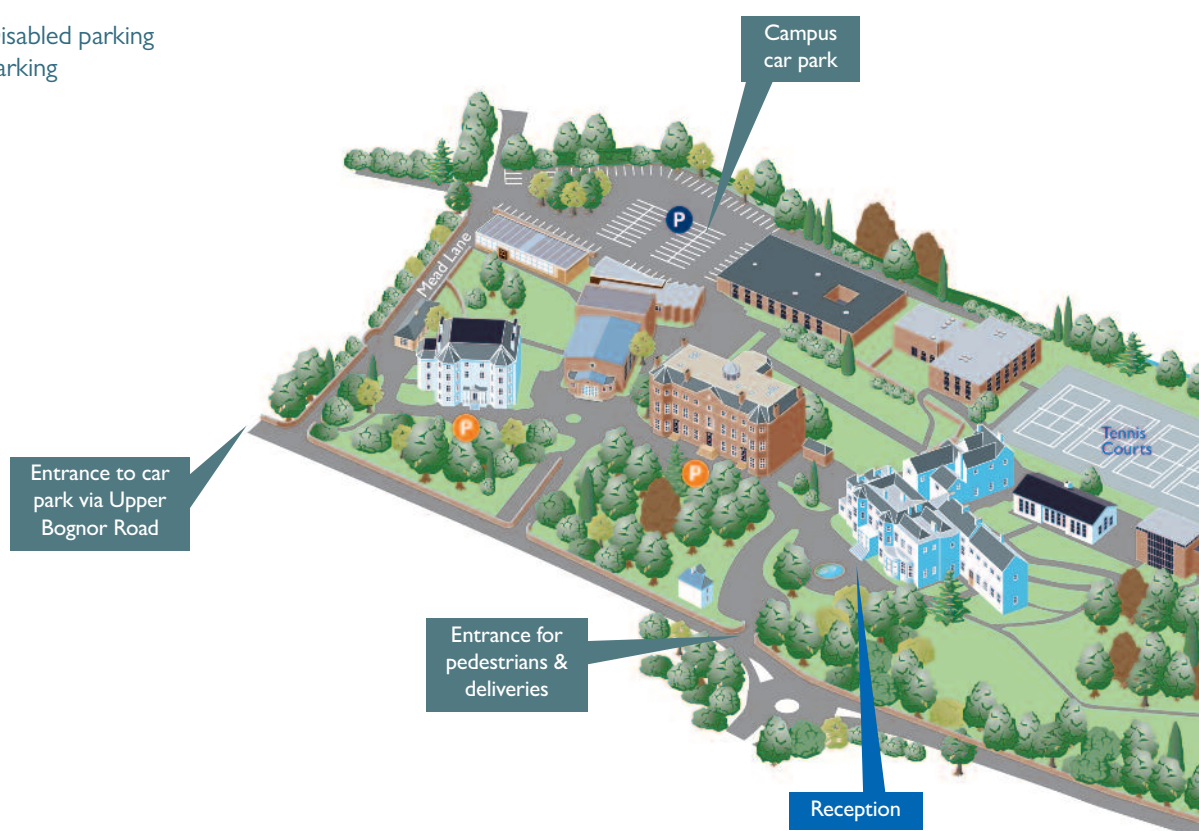 isabled parking
arking
Campus
car park
P
Mead Lane
P
Tennis
Courts
Entrance to car
park via Upper
Bognor Road
P
Entrance for
pedestrians &
deliveries
Reception